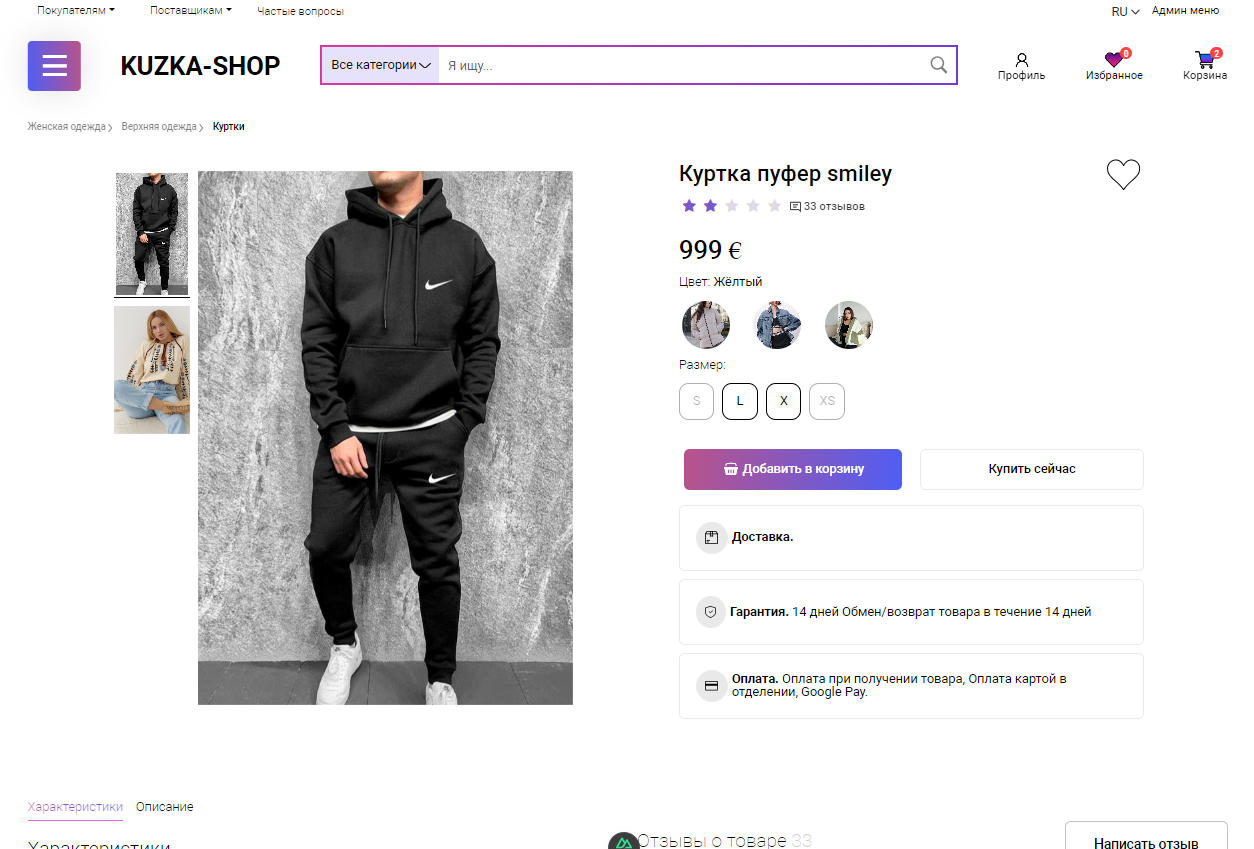 Покупателям
Поставщикам
Частые вопросы
RU
Админ меню
KUZKA-SHOP
Все категории
Я ищу...
Профиль
0
Избранное
2
Корзина
Женская одежда
Верхняя одежда
Куртки
Куртка пуфер smiley
33 отзывов
999 €
Цвет: Жёлтый
Размер:
S
L
X
XS
Добавить в корзину
Купить сейчас
Доставка.
Гарантия. 14 дней Обмен/возврат товара в течение 14 дней
Оплата. Оплата при получении товара, Оплата картой в
отделении, Google Pay.
Характеристики
Описание
Характеристики
Отзывы о товаре 33
Написать отзыв